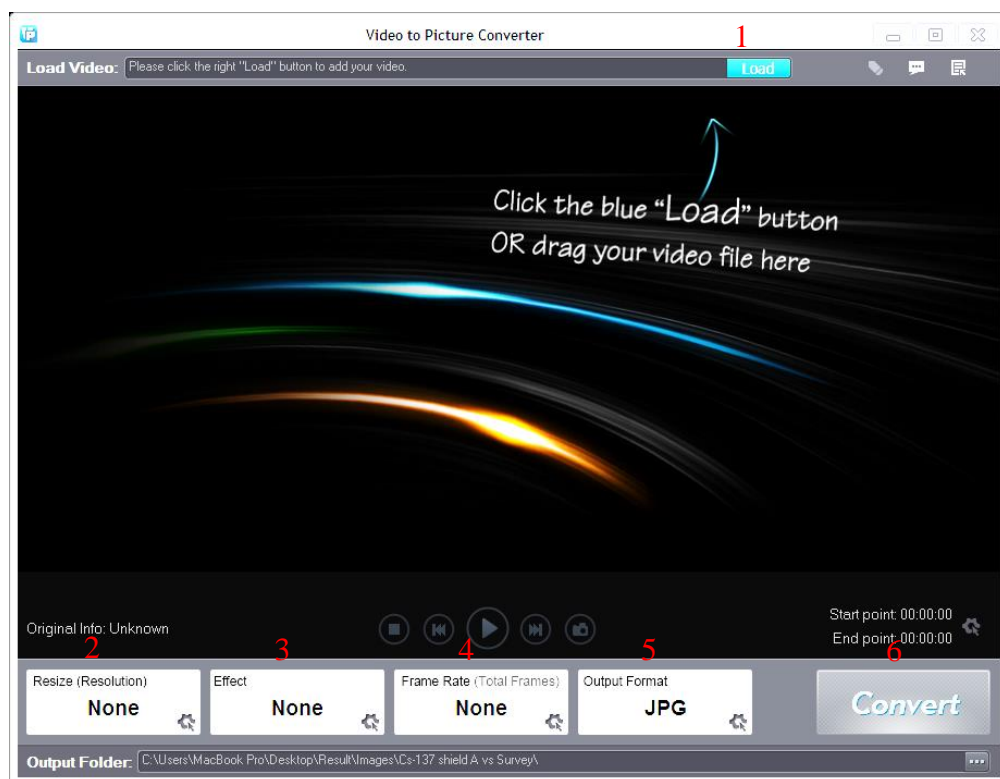 Video to Picture Converter
1
Load Video: Please click the right "Load" button to add your video. Load
Click the blue “Load” button
OR drag your video file here
Original Info: Unknown
Start point: 00:00:00
End point: 00:00:00
2 3 4 5 6
Resize (Resolution) Effect Frame Rate (Total Frames) Output Format
None None None JPG Convert
Output Folder: C:\Users\MacBook Pro\Desktop\Result\Images\Cs-137 shield A vs Survey\